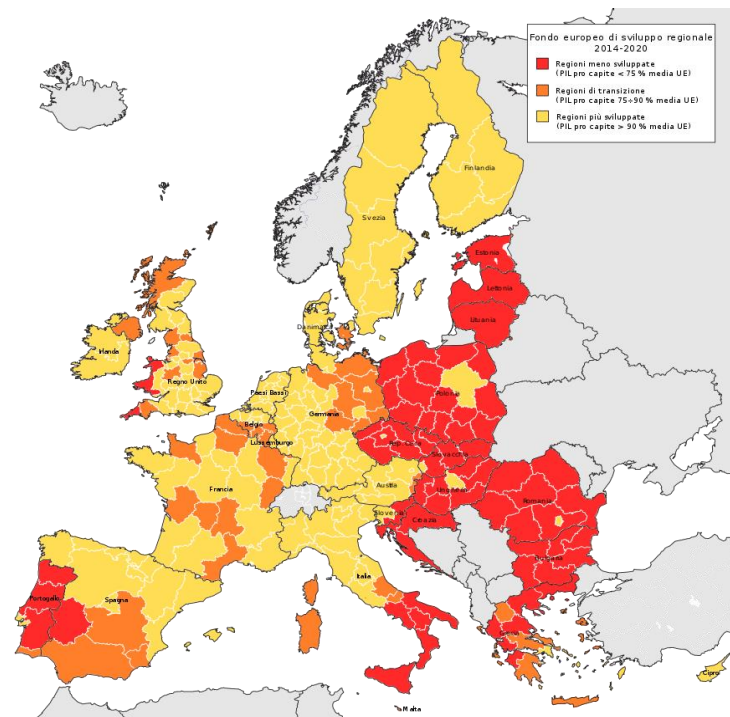 Fondo europeo di sviluppo regionale
2014-2020
Regioni meno sviluppate
(PIL pro capite < 75 % media UE)
Regioni di transizione
(PIL pro capite 75÷90 % media UE)
Regioni più sviluppate
(PIL pro capite > 90 % media UE)
Finlandia
Svezia
Estonia
Lettonia
Lituania
Danimarca
Irlanda
Regno Unito
Paesi Bassi
Polonia
Germania
Belgio
Lussemburgo
Rep. Ceca
Slovacchia
Austria
Ungheria
Francia
Romania
Slovenia
Croazia
Bulgaria
Italia
Portogallo
Spagna
Grecia
Cipro
Malta